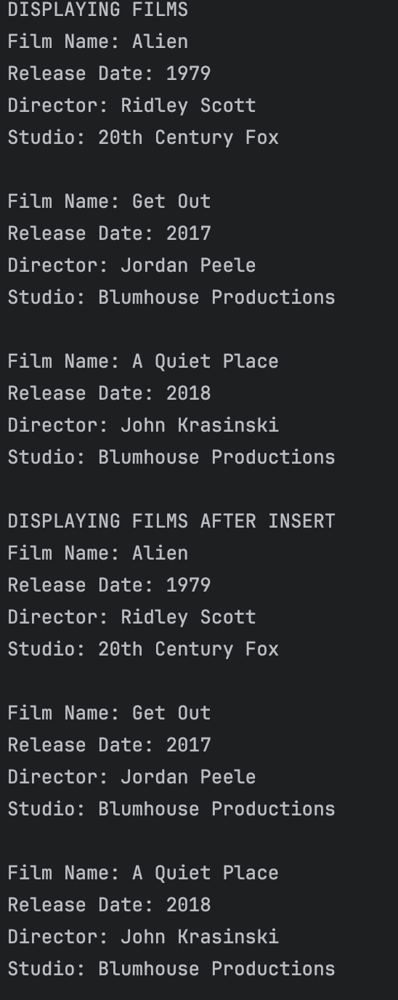 DISPLAYING FILMS
Film Name: Alien
Release Date: 1979
Director: Ridley Scott
Studio: 20th Century Fox
Film Name: Get Out
Release Date: 2017
Director: Jordan Peele
Studio: Blumhouse Productions
Film Name: A Quiet Place
Release Date: 2018
Director: John Krasinski
Studio: Blumhouse Productions
DISPLAYING FILMS AFTER INSERT
Film Name: Alien
Release Date: 1979
Director: Ridley Scott
Studio: 20th Century Fox
Film Name: Get Out
Release Date: 2017
Director: Jordan Peele
Studio: Blumhouse Productions
Film Name: A Quiet Place
Release Date: 2018
Director: John Krasinski
Studio: Blumhouse Productions